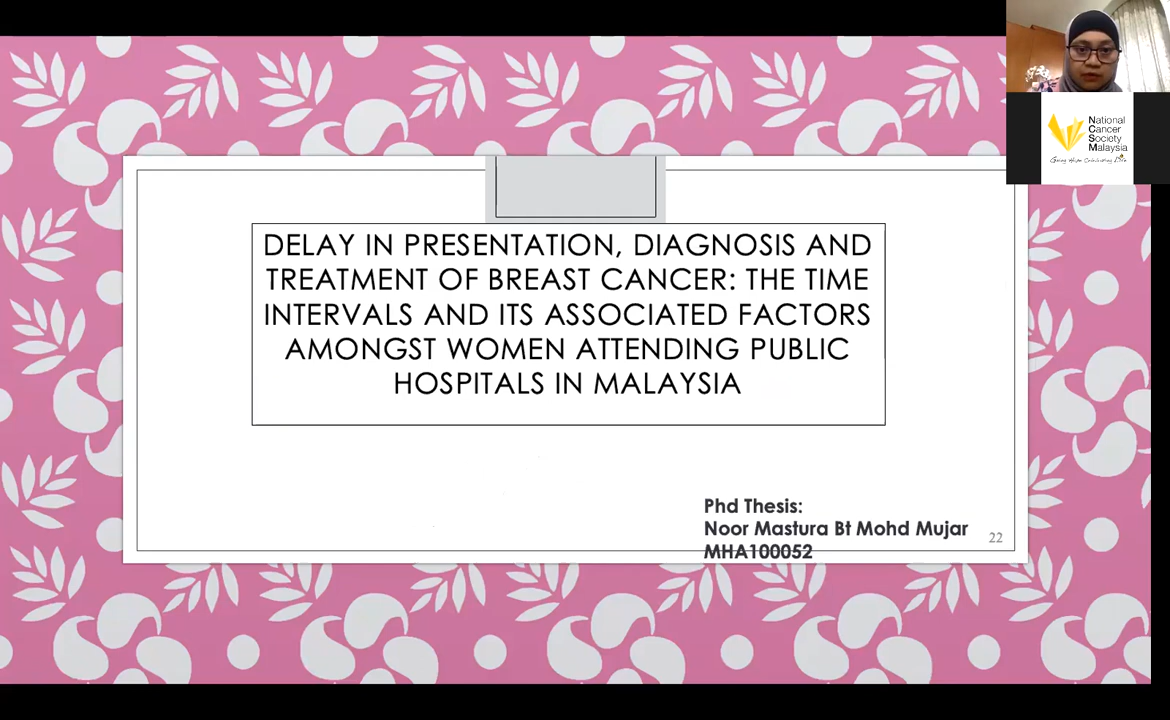 National
Cancer
Society
Malaysia
DELAY IN PRESENTATION, DIAGNOSIS AND
TREATMENT OF BREAST CANCER: THE TIME
INTERVALS AND ITS ASSOCIATED FACTORS
AMONGST WOMEN ATTENDING PUBLIC
HOSPITALS IN MALAYSIA
Phd Thesis:
Noor Mastura Bt Mohd Mujar
MHA100052
22